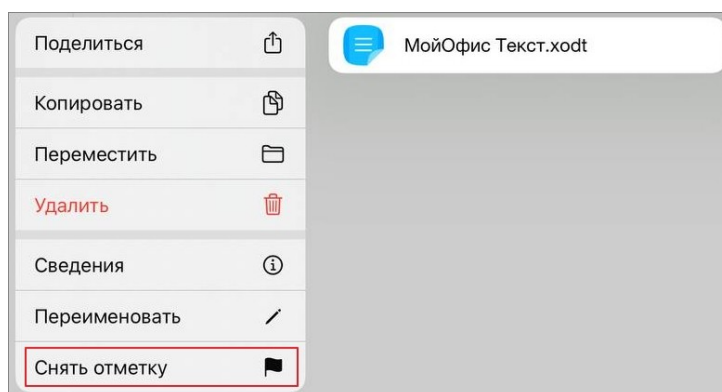 Поделиться
МойОфис Текст.xodt
Копировать
Переместить
Удалить
Сведения
Переименовать
Снять отметку